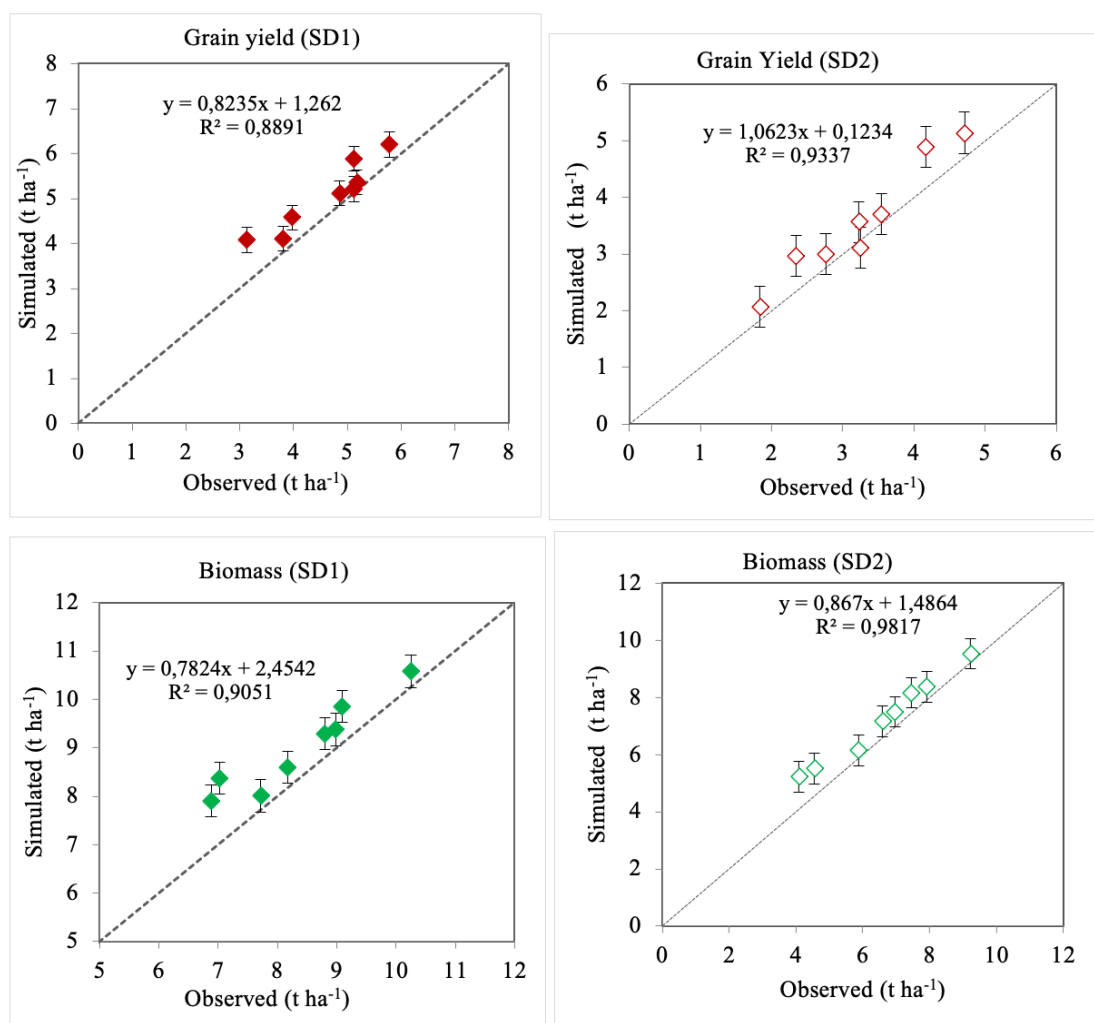 Grain yield (SD1)
8
7
6
5
4
3
2
1
0
y = 0,8235x + 1,262
R² = 0,8891
Simulated (t ha⁻¹)
0 1 2 3 4 5 6 7 8
Observed (t ha⁻¹)
Grain Yield (SD2)
6
5
4
3
2
1
0
y = 1,0623x + 0,1234
R² = 0,9337
Simulated (t ha⁻¹)
0 1 2 3 4 5 6
Observed (t ha⁻¹)
Biomass (SD1)
12
11
10
9
8
7
6
5
y = 0,7824x + 2,4542
R² = 0,9051
Simulated (t ha⁻¹)
5 6 7 8 9 10 11 12
Observed (t ha⁻¹)
Biomass (SD2)
12
10
8
6
4
2
0
y = 0,867x + 1,4864
R² = 0,9817
Simulated (t ha⁻¹)
0 2 4 6 8 10 12
Observed (t ha⁻¹)